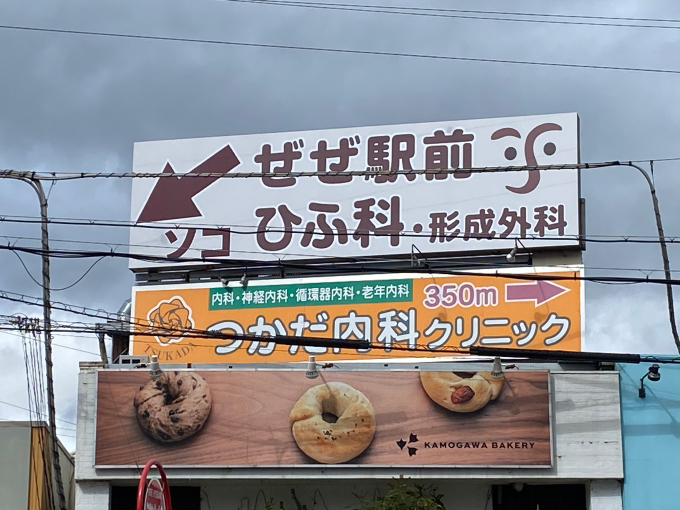 ぜぜ駅前
ソコ
ひふ科・形成外科
内科・神経内科・循環器内科・老年内科
350m
TSUKADA
つかだ内科クリニック
KAMOGAWA BAKERY